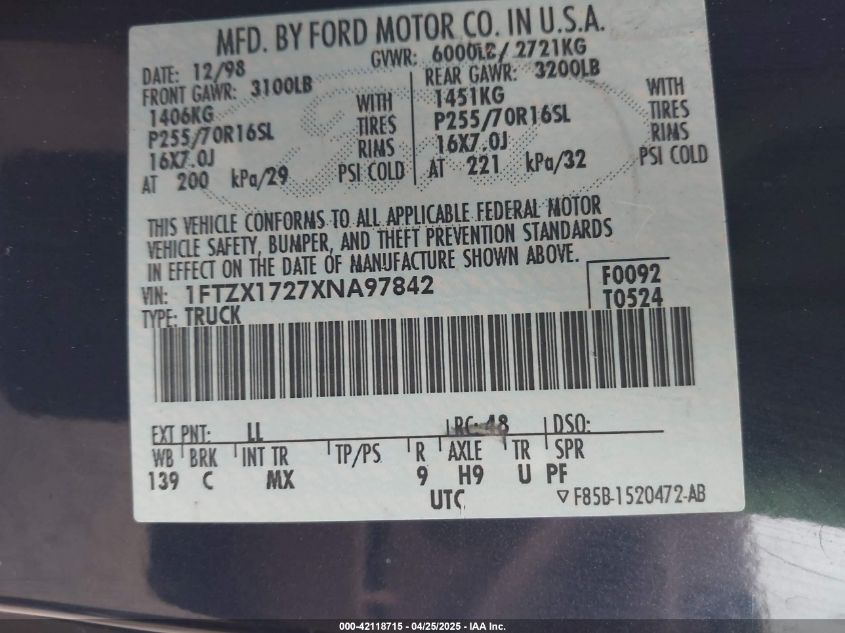 MFD. BY FORD MOTOR CO. IN U.S.A.
DATE: 12/98 GVWR: 6000LB / 2721KG
FRONT GAWR: 3100LB REAR GAWR: 3200LB
1406KG WITH 1451KG WITH
P255/70R16SL TIRES P255/70R16SL TIRES
16X7.0J RIMS 16X7.0J RIMS
AT 200 kPa/29 PSI COLD AT 221 kPa/32 PSI COLD
THIS VEHICLE CONFORMS TO ALL APPLICABLE FEDERAL MOTOR
VEHICLE SAFETY, BUMPER, AND THEFT PREVENTION STANDARDS
IN EFFECT ON THE DATE OF MANUFACTURE SHOWN ABOVE.
VIN: 1FTZX1727XNA97842 F0092
TYPE: TRUCK T0524
EXT PNT: LL RC: 48 DSO:
WB BRK INT TR TP/PS R AXLE TR SPR
139 C MX 9 H9 U PF
UTC ▽ F85B-1520472-AB
000-42118715 - 04/25/2025 - IAA Inc.